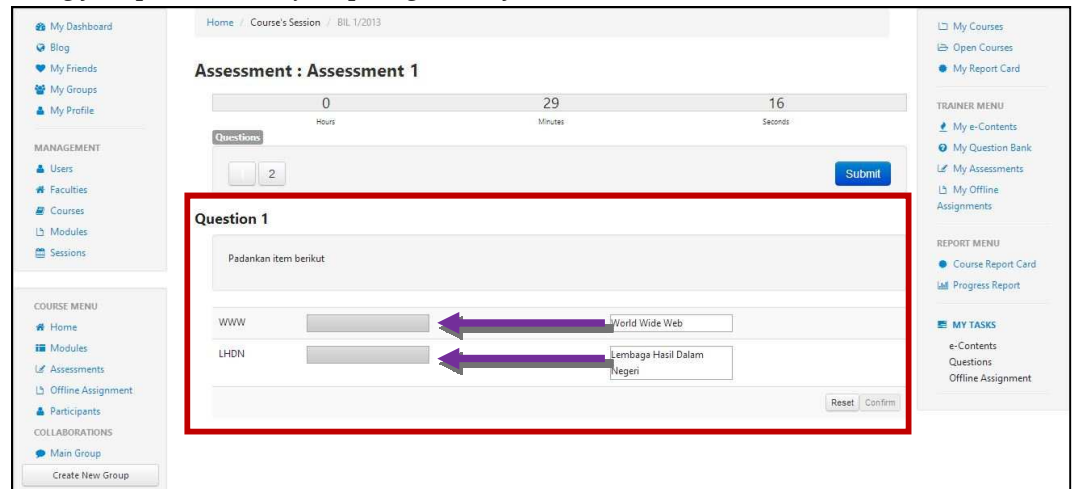 My Dashboard
Blog
My Friends
My Groups
My Profile
MANAGEMENT
Users
Faculties
Courses
Modules
Sessions
COURSE MENU
Home
Modules
Assessments
Offline Assignment
Participants
COLLABORATIONS
Main Group
Create New Group
Home / Course's Session / BIL 1/2013
Assessment : Assessment 1
0 29 16
Hours Minutes Seconds
Questions
1 2 Submit
Question 1
Padankan item berikut
WWW World Wide Web
LHDN Lembaga Hasil Dalam
Negeri
Reset Confirm
My Courses
Open Courses
My Report Card
TRAINER MENU
My e-Contents
My Question Bank
My Assessments
My Offline
Assignments
REPORT MENU
Course Report Card
Progress Report
MY TASKS
e-Contents
Questions
Offline Assignment